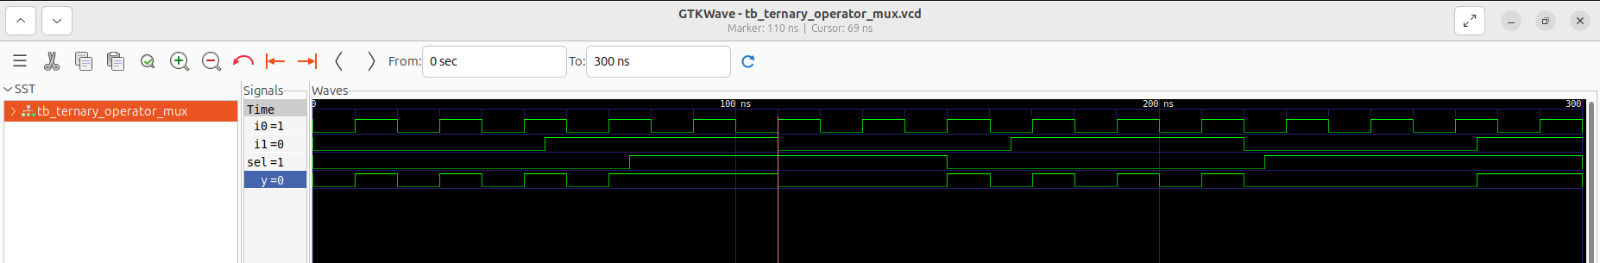 GTKWave - tb_ternary_operator_mux.vcd
Marker: 110 ns | Cursor: 69 ns
From: 0 sec To: 300 ns
SST
tb_ternary_operator_mux
Signals
Time
i0=1
i1=0
sel=1
y=0
Waves
0 100 ns 200 ns 300